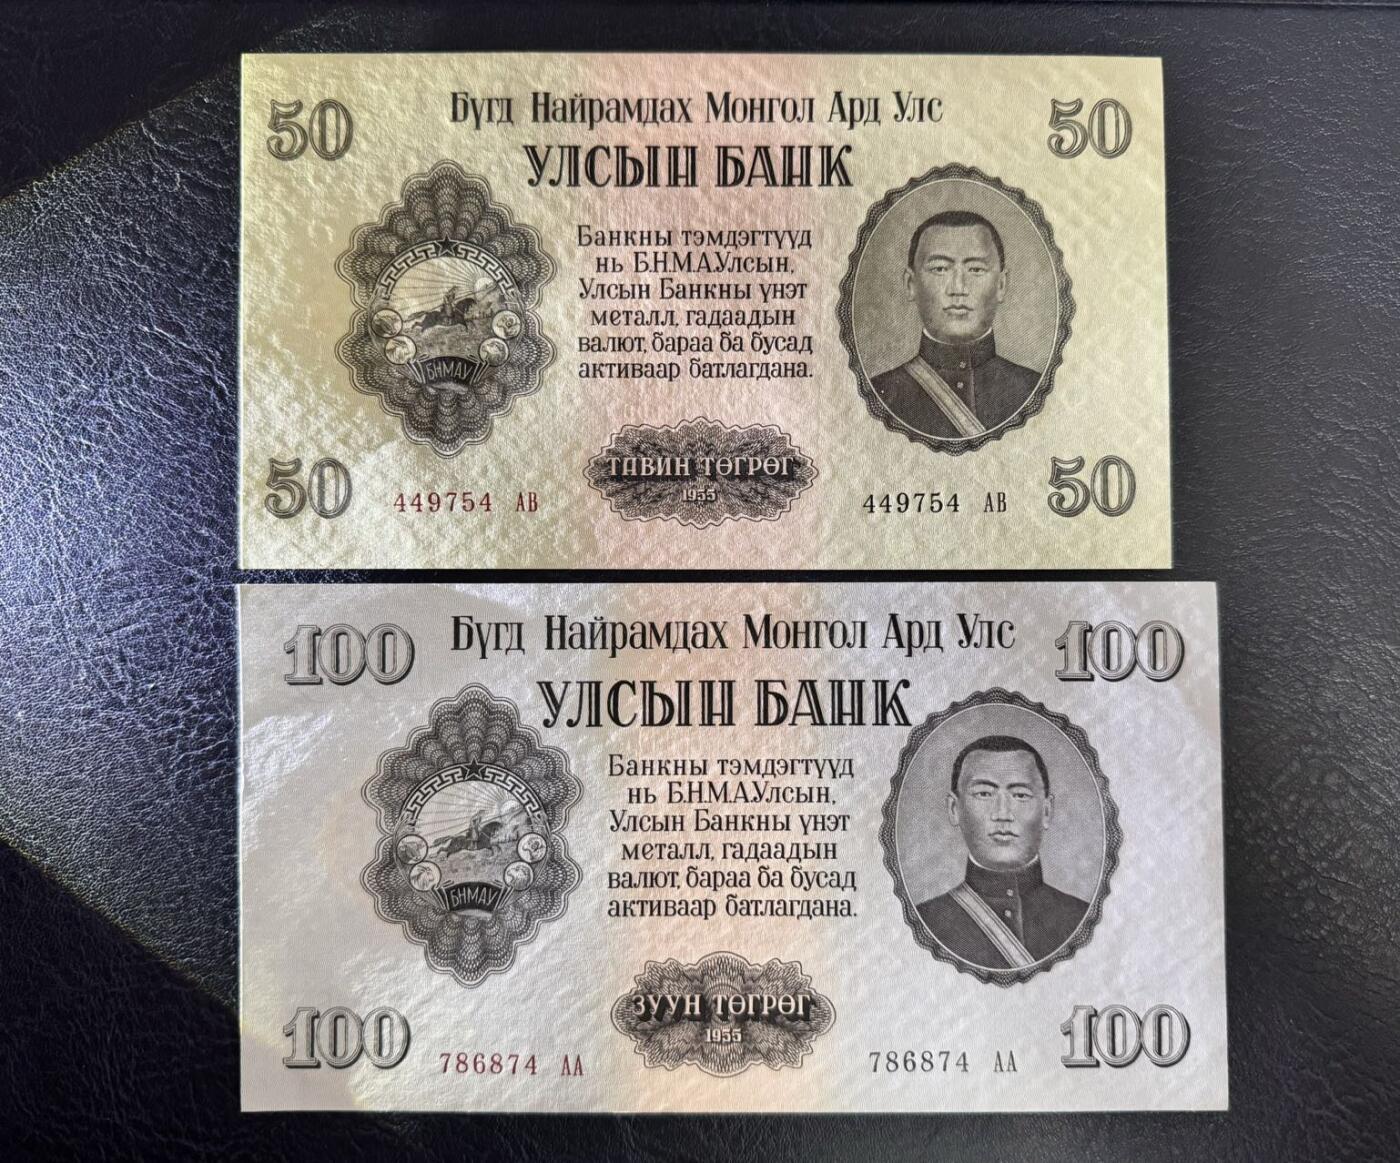 50 Бүгд Найрамдах Монгол Ард Улс 50
УЛСЫН БАНК
Банкны тэмдэгтүүд
нь Б.Н.М.А.Улсын,
Улсын Банкны үнэт
металл, гадаадын
валют, бараа ба бусад
активаар батлагдана.
БНМАУ
ТАВИН ТӨГРӨГ
1955
50 449754 АВ 449754 АВ 50
100 Бүгд Найрамдах Монгол Ард Улс 100
УЛСЫН БАНК
Банкны тэмдэгтүүд
нь Б.Н.М.А.Улсын,
Улсын Банкны үнэт
металл, гадаадын
валют, бараа ба бусад
активаар батлагдана.
БНМАУ
ЗУУН ТӨГРӨГ
1955
100 786874 АА 786874 АА 100